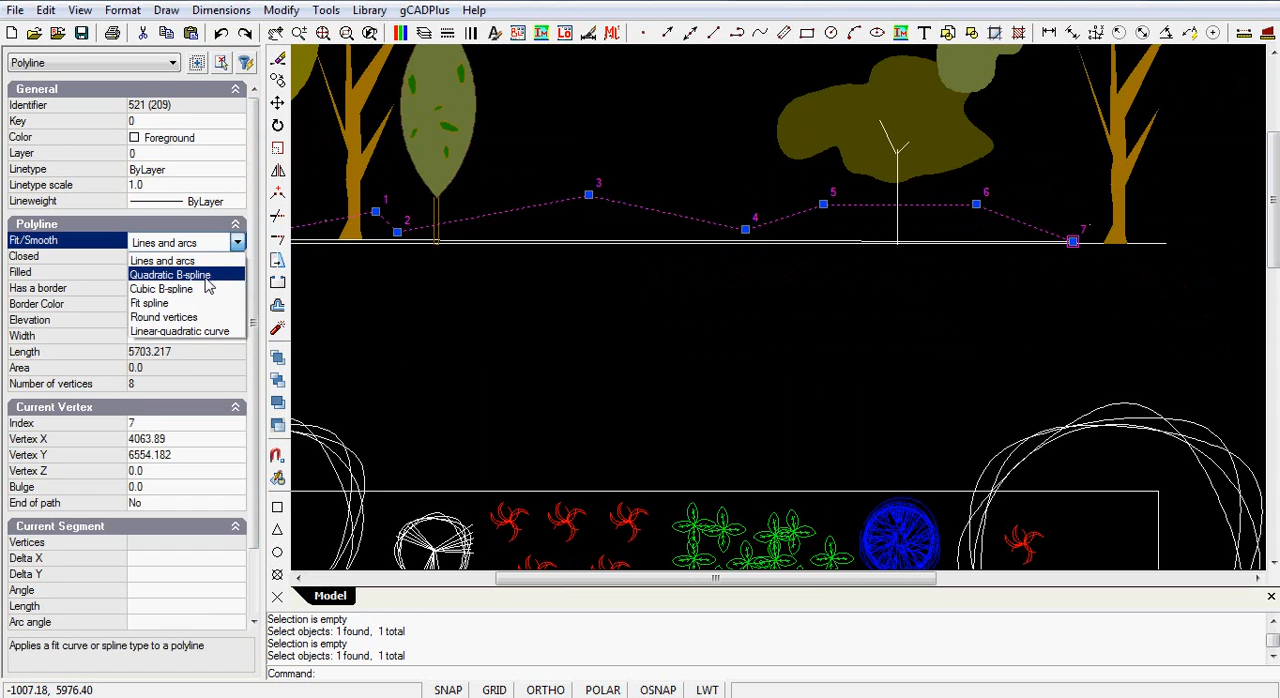 File Edit View Format Draw Dimensions Modify Tools Library gCADPlus Help
Polyline
General
Identifier 521 (209)
Key 0
Color Foreground
Layer 0
Linetype ByLayer
Linetype scale 1.0
Lineweight ByLayer
Polyline
Fit/Smooth Lines and arcs
Closed Lines and arcs
Filled Quadratic B-spline
Has a border Cubic B-spline
Border Color Fit spline
Elevation Round vertices
Width Linear-quadratic curve
Length 5703.217
Area 0.0
Number of vertices 8
Current Vertex
Index 7
Vertex X 4063.89
Vertex Y 6554.182
Vertex Z 0.0
Bulge 0.0
End of path No
Current Segment
Vertices
Delta X
Delta Y
Angle
Length
Arc angle
Applies a fit curve or spline type to a polyline
1
2
3
4
5
6
7
Model
Selection is empty
Select objects: 1 found, 1 total
Selection is empty
Select objects: 1 found, 1 total
Command:
-1007.18, 5976.40 SNAP GRID ORTHO POLAR OSNAP LWT